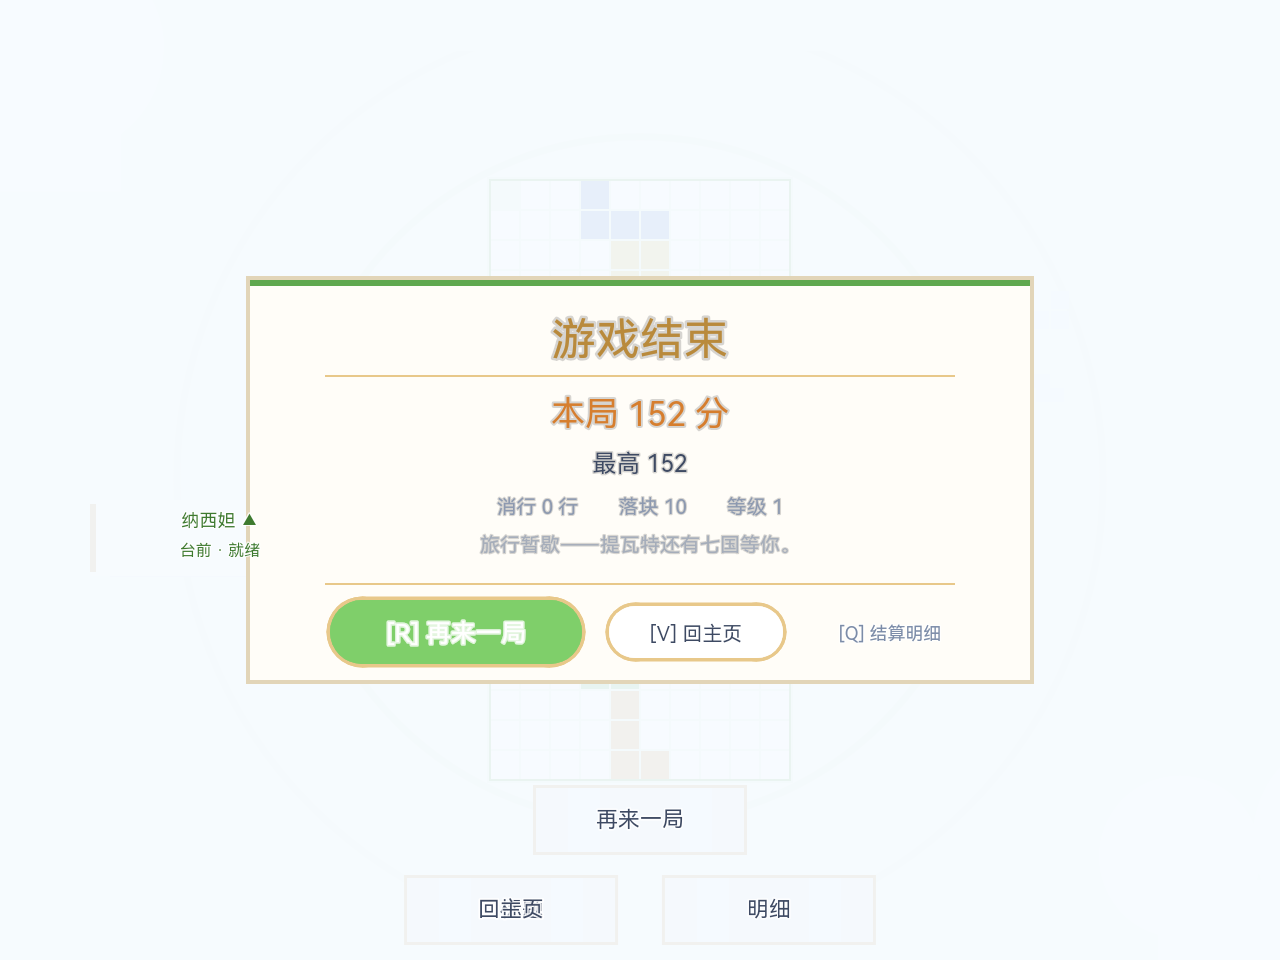 游戏结束
本局 152 分
最高 152
消行 0 行 落块 10 等级 1
纳西妲 ▲
旅行暂歇——提瓦特还有七国等你。
台前 · 就绪
[R] 再来一局 [V] 回主页 [Q] 结算明细
再来一局
明细